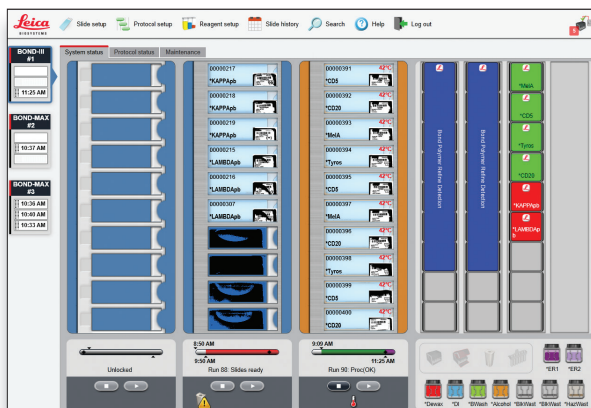 Leica
BIOSYSTEMS
Slide setup
Protocol setup
Reagent setup
Slide history
Search
Help
Log out
System status
Protocol status
Maintenance
BOND-III
#1
11:25 AM
BOND-MAX
#2
10:37 AM
BOND-MAX
#3
10:36 AM
10:40 AM
10:33 AM
00000217
*KAPPApb
00000218
*KAPPApb
00000219
*KAPPApb
00000215
*LAMBDApb
00000216
*LAMBDApb
00000307
*LAMBDApb
00000391
42°C
*CD5
00000392
42°C
*CD20
00000393
42°C
*MelA
00000394
42°C
*Tyros
00000395
42°C
*CD5
00000397
42°C
*MelA
00000396
42°C
*CD20
00000398
42°C
*Tyros
00000399
42°C
*CD5
00000400
42°C
*CD20
Bond Polymer Refine Detection
Bond Polymer Refine Detection
*MelA
*CD5
*Tyros
*CD20
*KAPPApb
*LAMBDAp
b
Unlocked
8:50 AM
9:50 AM
Run 88: Slides ready
9:09 AM
11:25 AM
Run 90: Proc(OK)
*ER1
*ER2
*Dewax
*DI
*BWash
*Alcohol
*BlkWast
*BlkWast
*HazWast